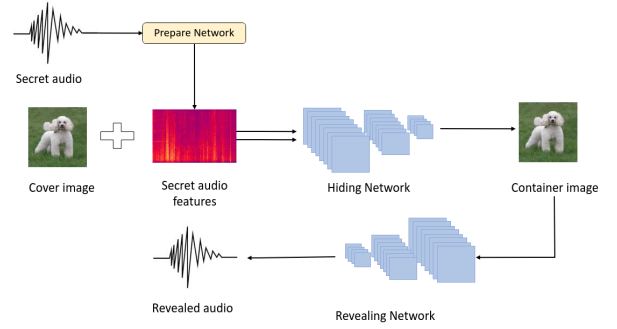 Prepare Network
Secret audio
Cover image
Secret audio
features
Hiding Network
Container image
Revealed audio
Revealing Network